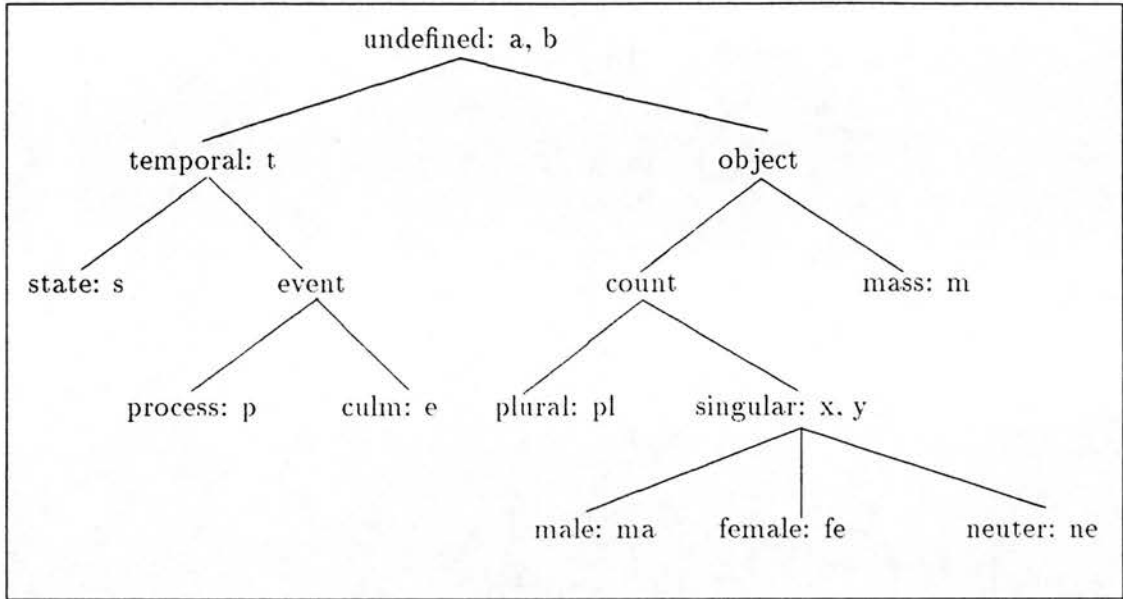 undefined: a, b
temporal: t object
state: s event count mass: m
process: p culm: e plural: pl singular: x, y
male: ma female: fe neuter: ne